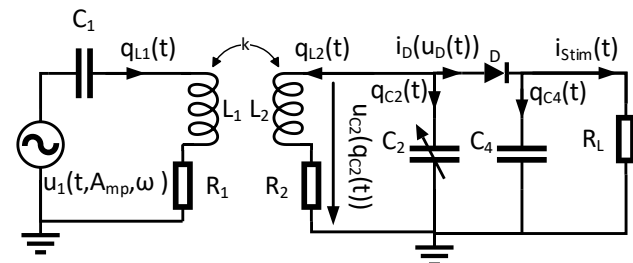 C₁
q_L1(t)
k
q_L2(t)
i_D(u_D(t))
D
i_Stim(t)
q_C2(t)
q_C4(t)
L₁
L₂
u_C2(q_C2(t))
C₂
C₄
R_L
u₁(t,A_mp,ω)
R₁
R₂